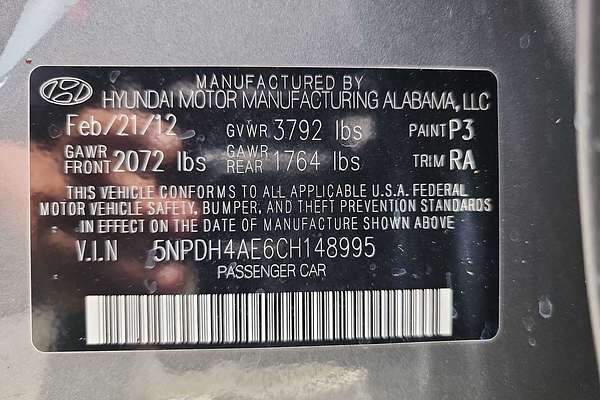 MANUFACTURED BY
HYUNDAI MOTOR MANUFACTURING ALABAMA, LLC
Feb/21/12 GVWR 3792 lbs PAINT P3
GAWR FRONT 2072 lbs GAWR REAR 1764 lbs TRIM RA
THIS VEHICLE CONFORMS TO ALL APPLICABLE U.S.A. FEDERAL
MOTOR VEHICLE SAFETY, BUMPER, AND THEFT PREVENTION STANDARDS
IN EFFECT ON THE DATE OF MANUFACTURE SHOWN ABOVE
V.I.N 5NPDH4AE6CH148995
PASSENGER CAR